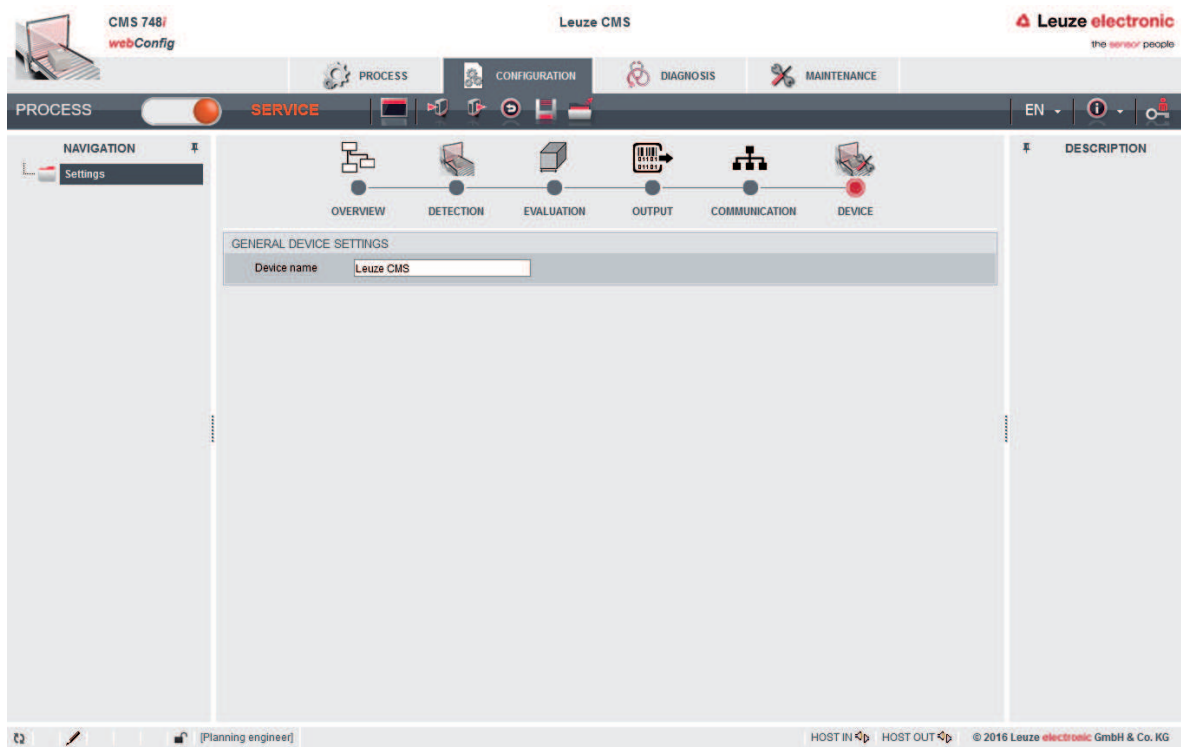 CMS 748i
webConfig
Leuze CMS
Leuze electronic
the sensor people
PROCESS
CONFIGURATION
DIAGNOSIS
MAINTENANCE
PROCESS
SERVICE
EN
NAVIGATION
Settings
DESCRIPTION
OVERVIEW
DETECTION
EVALUATION
OUTPUT
COMMUNICATION
DEVICE
GENERAL DEVICE SETTINGS
Device name
Leuze CMS
[Planning engineer]
HOST IN
HOST OUT
© 2016 Leuze electronic GmbH & Co. KG